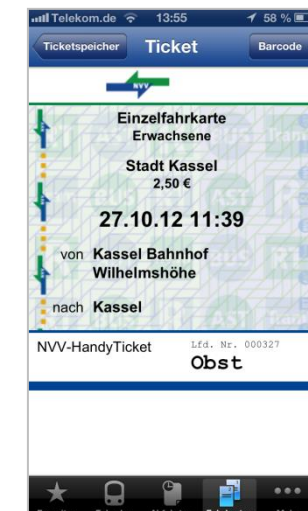 Telekom.de 13:55 58 %
Ticketspeicher Ticket Barcode
NVV
Einzelfahrkarte
Erwachsene
Stadt Kassel
2,50 €
27.10.12 11:39
von Kassel Bahnhof
Wilhelmshöhe
nach Kassel
NVV-HandyTicket Lfd. Nr. 000327
Obst